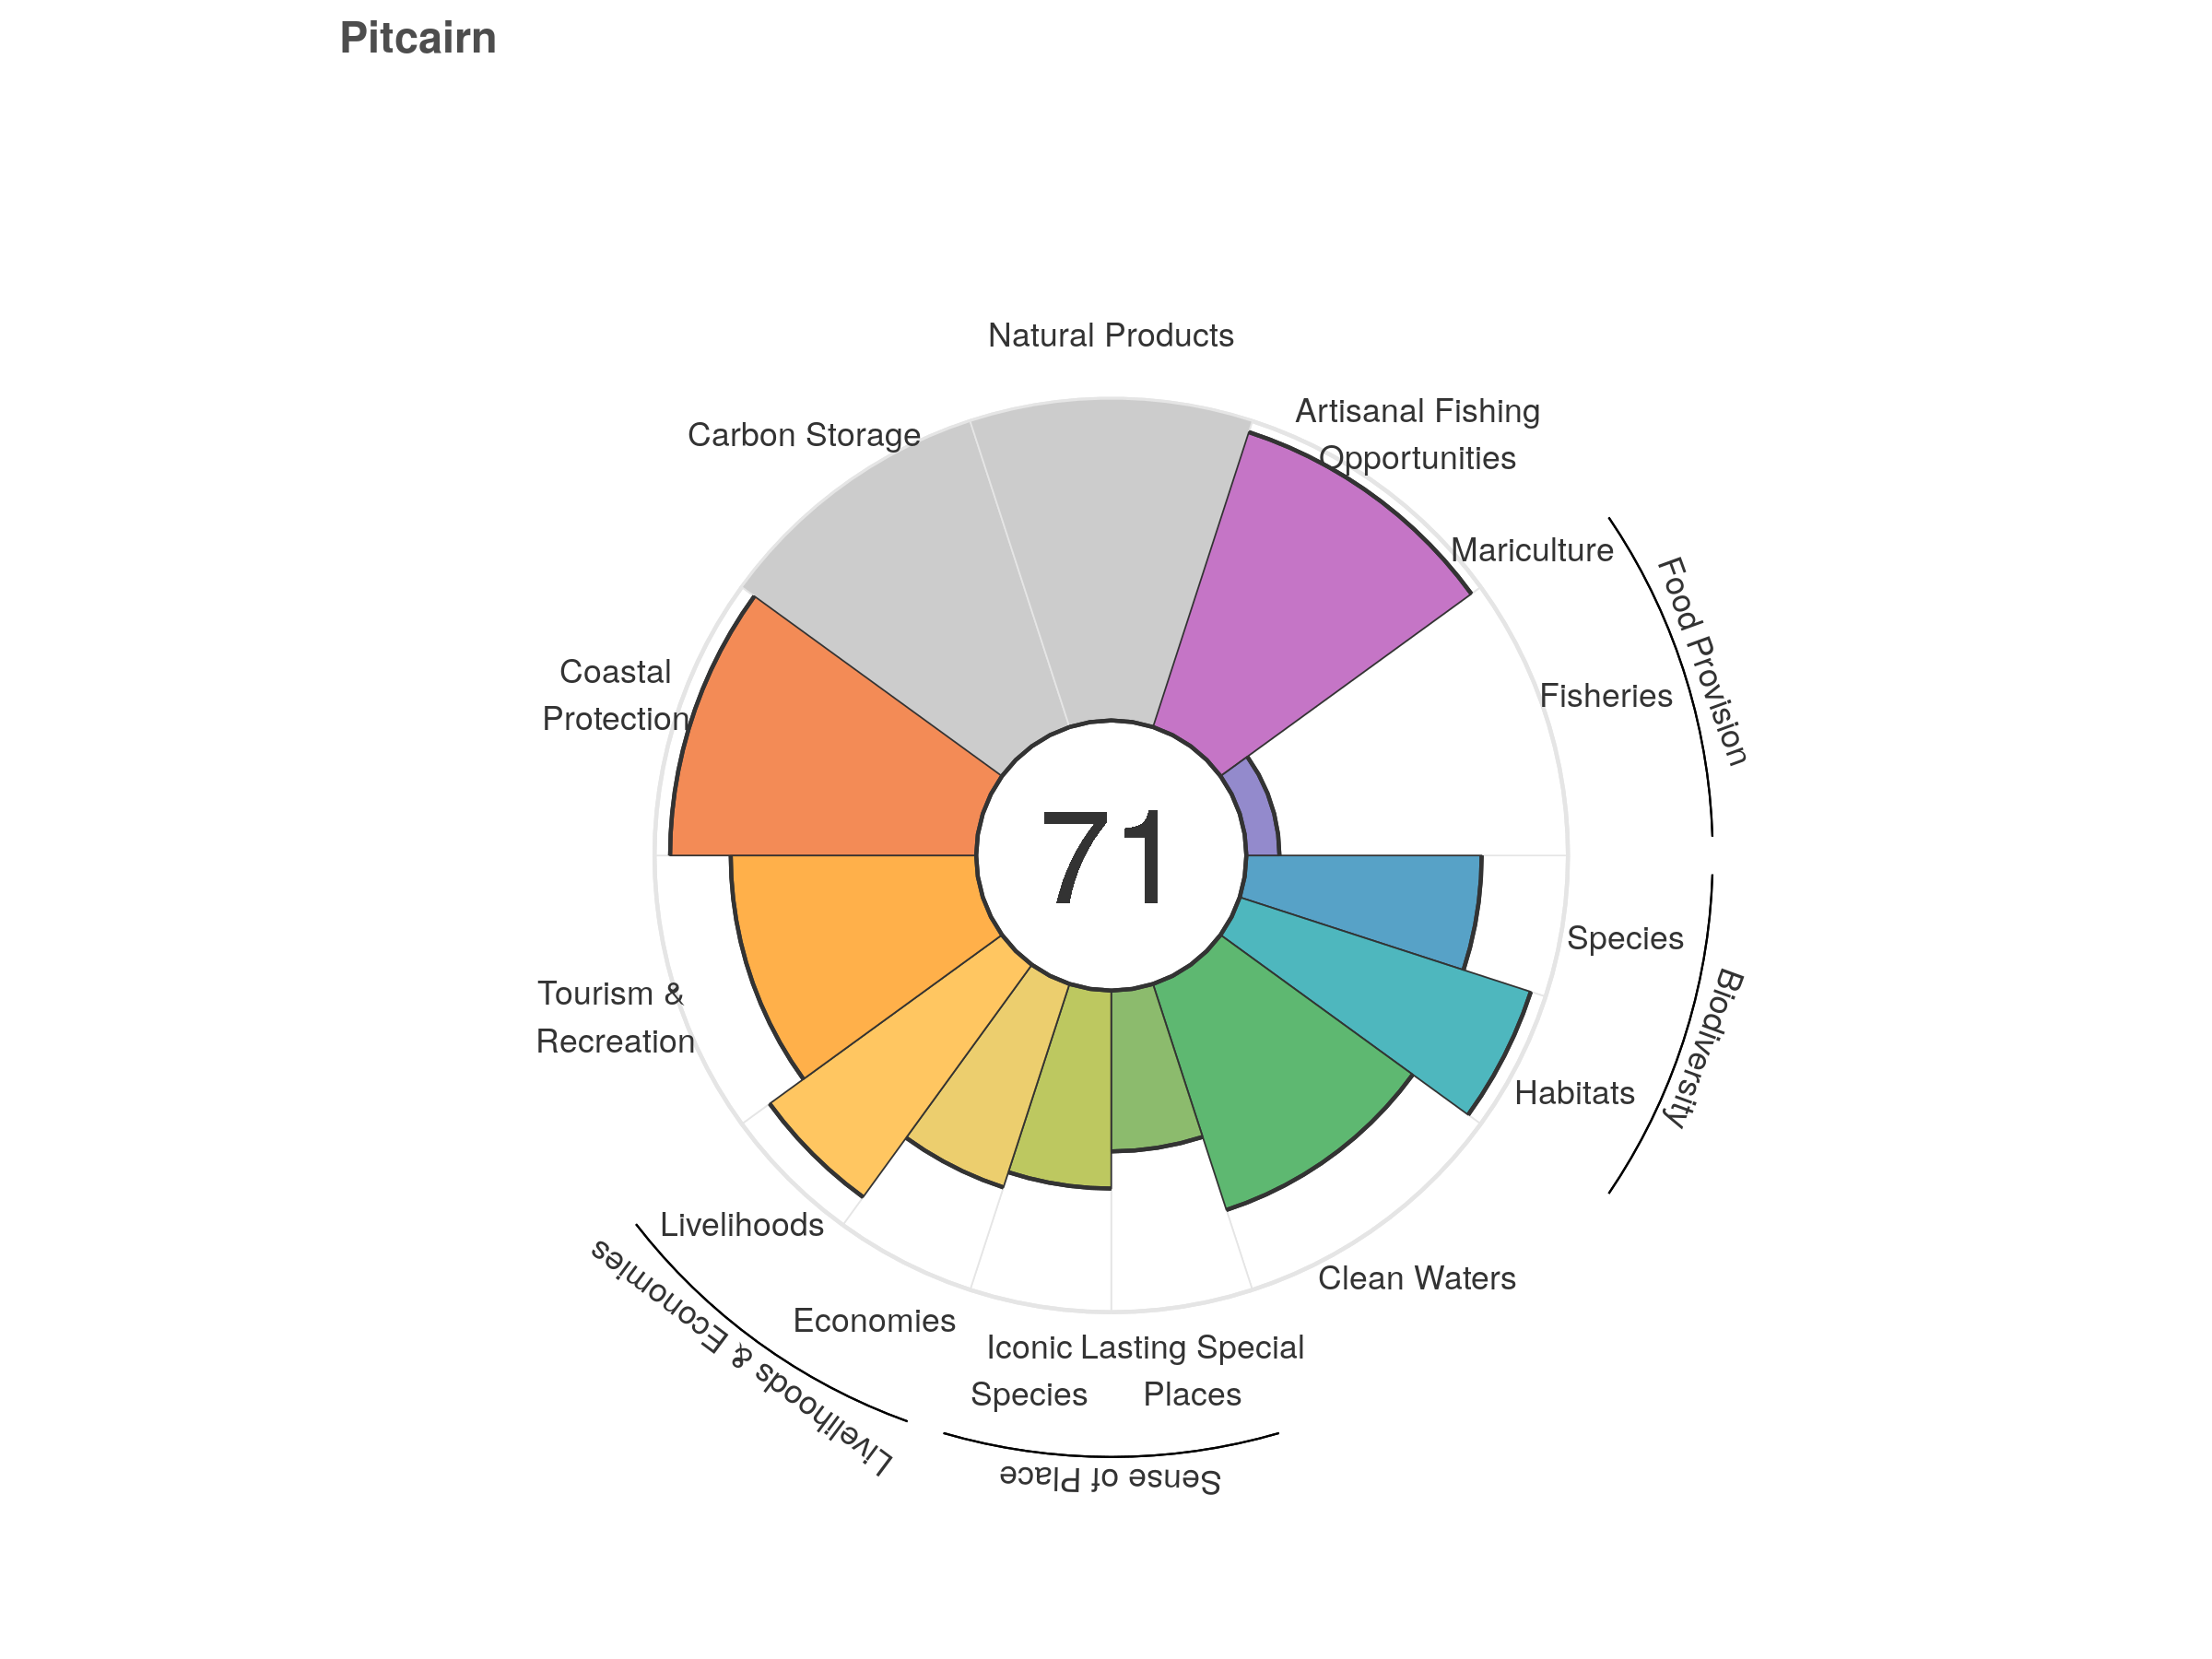 Pitcairn
Natural Products
Artisanal Fishing
Opportunities
Carbon Storage
Mariculture
Food Provision
Coastal
Protection
Fisheries
71
Species
Biodiversity
Tourism &
Recreation
Habitats
Livelihoods
Clean Waters
Livelihoods & Economies
Economies
Iconic
Species
Lasting Special
Places
Sense of Place